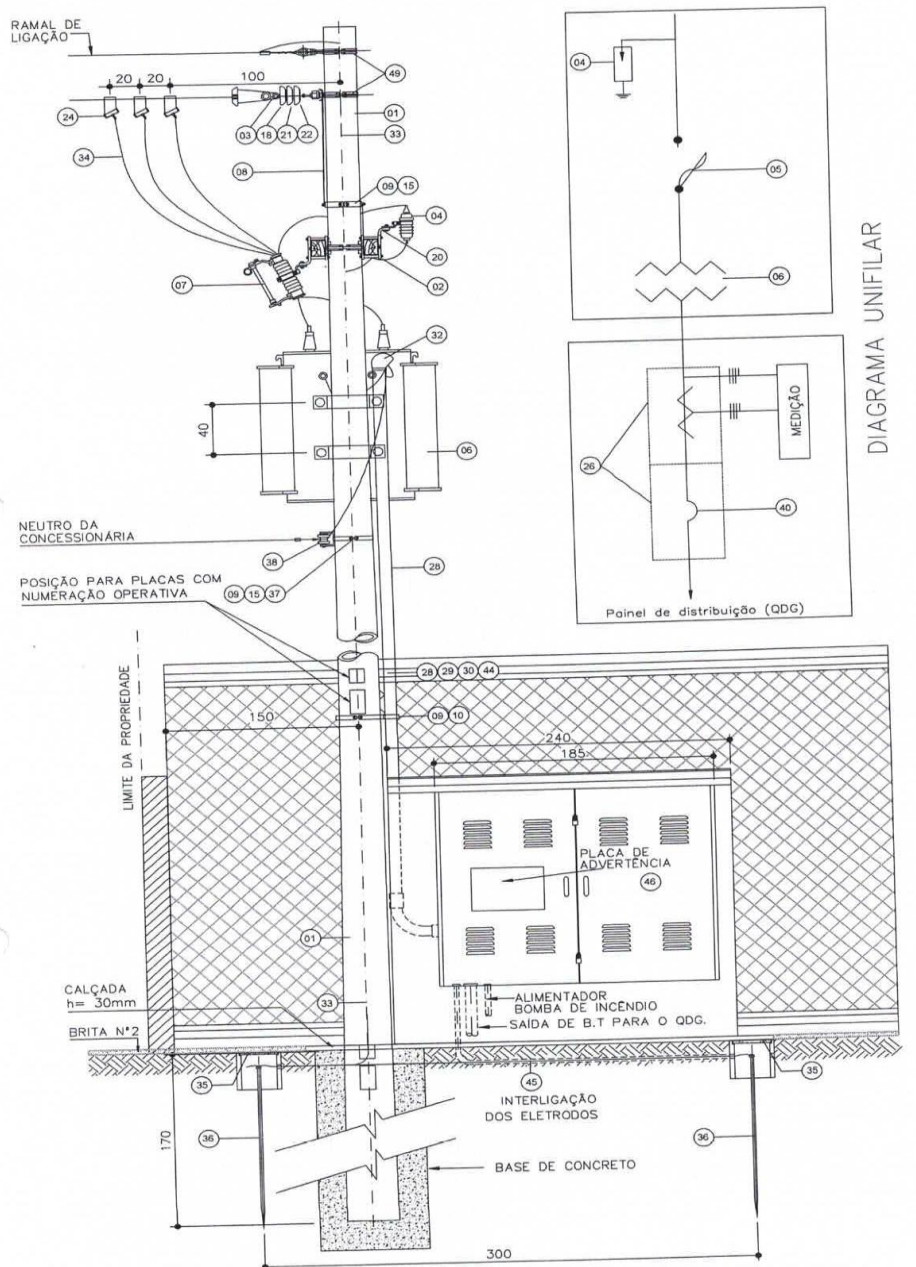 RAMAL DE
LIGAÇÃO
20
20
100
49
24
03
18
21
22
01
33
34
08
09
15
04
20
02
07
32
40
06
NEUTRO DA
CONCESSIONÁRIA
38
09
15
37
28
POSIÇÃO PARA PLACAS COM
NUMERAÇÃO OPERATIVA
28
29
30
44
09
10
150
240
185
LIMITE DA PROPRIEDADE
PLACA DE
ADVERTÊNCIA
46
01
33
CALÇADA
h= 30mm
BRITA N°2
ALIMENTADOR
BOMBA DE INCÊNDIO
SAÍDA DE B.T PARA O QDG.
35
45
35
INTERLIGAÇÃO
DOS ELETRODOS
170
36
36
BASE DE CONCRETO
300
04
05
06
DIAGRAMA UNIFILAR
MEDIÇÃO
26
40
Painel de distribuição (QDG)